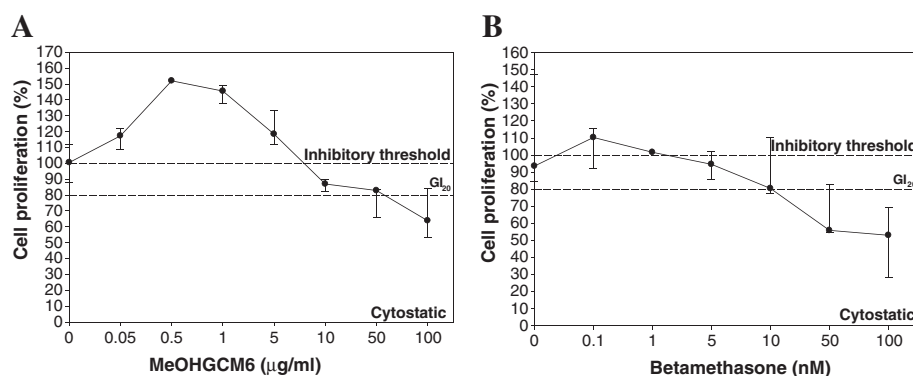 A
Cell proliferation (%)
170
160
150
140
130
120
110
100
90
80
70
60
50
40
30
20
10
0
Inhibitory threshold
GI20
Cytostatic
0 0.05 0.5 1 5 10 50 100
MeOHGCM6 (μg/ml)
B
Cell proliferation (%)
160
150
140
130
120
110
100
90
80
70
60
50
40
30
20
10
0
Inhibitory threshold
GI20
Cytostatic
0 0.1 1 5 10 50 100
Betamethasone (nM)